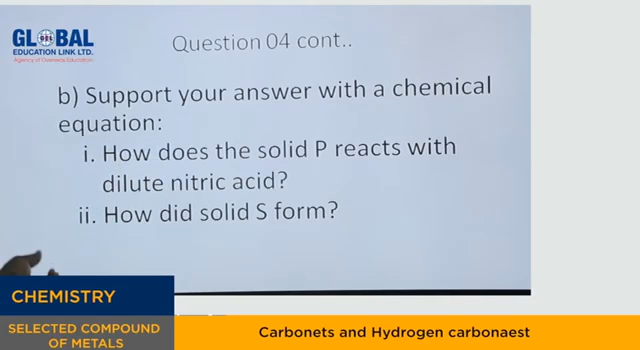 GLOBAL
EDUCATION LINK LTD.
Agency of Overseas Education
Question 04 cont..
b) Support your answer with a chemical
equation:
i. How does the solid P reacts with
dilute nitric acid?
ii. How did solid S form?
CHEMISTRY
SELECTED COMPOUND
OF METALS
Carbonets and Hydrogen carbonaest